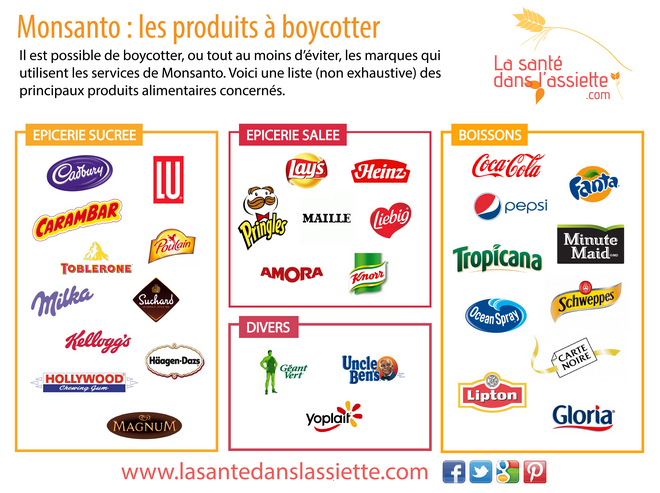 Monsanto : les produits à boycotter
Il est possible de boycotter, ou tout au moins d'éviter, les marques qui
utilisent les services de Monsanto. Voici une liste (non exhaustive) des
principaux produits alimentaires concernés.
La santé
dans l'assiette
.com
EPICERIE SUCREE
Cadbury
LU
CARAMBAR
Poulain
TOBLERONE
Milka
Suchard
Kellogg's
Häagen-Dazs
HOLLYWOOD
Chewing Gum
MAGNUM
EPICERIE SALEE
Lay's
Heinz
Pringles
MAILLE
Liebig
AMORA
Knorr
DIVERS
Géant
Vert
Uncle
Ben's
yoplait
BOISSONS
Coca-Cola
Fanta
pepsi
Minute
Maid
Tropicana
Schweppes
Ocean Spray
CARTE
NOIRE
Lipton
Gloria
www.lasantedanslassiette.com